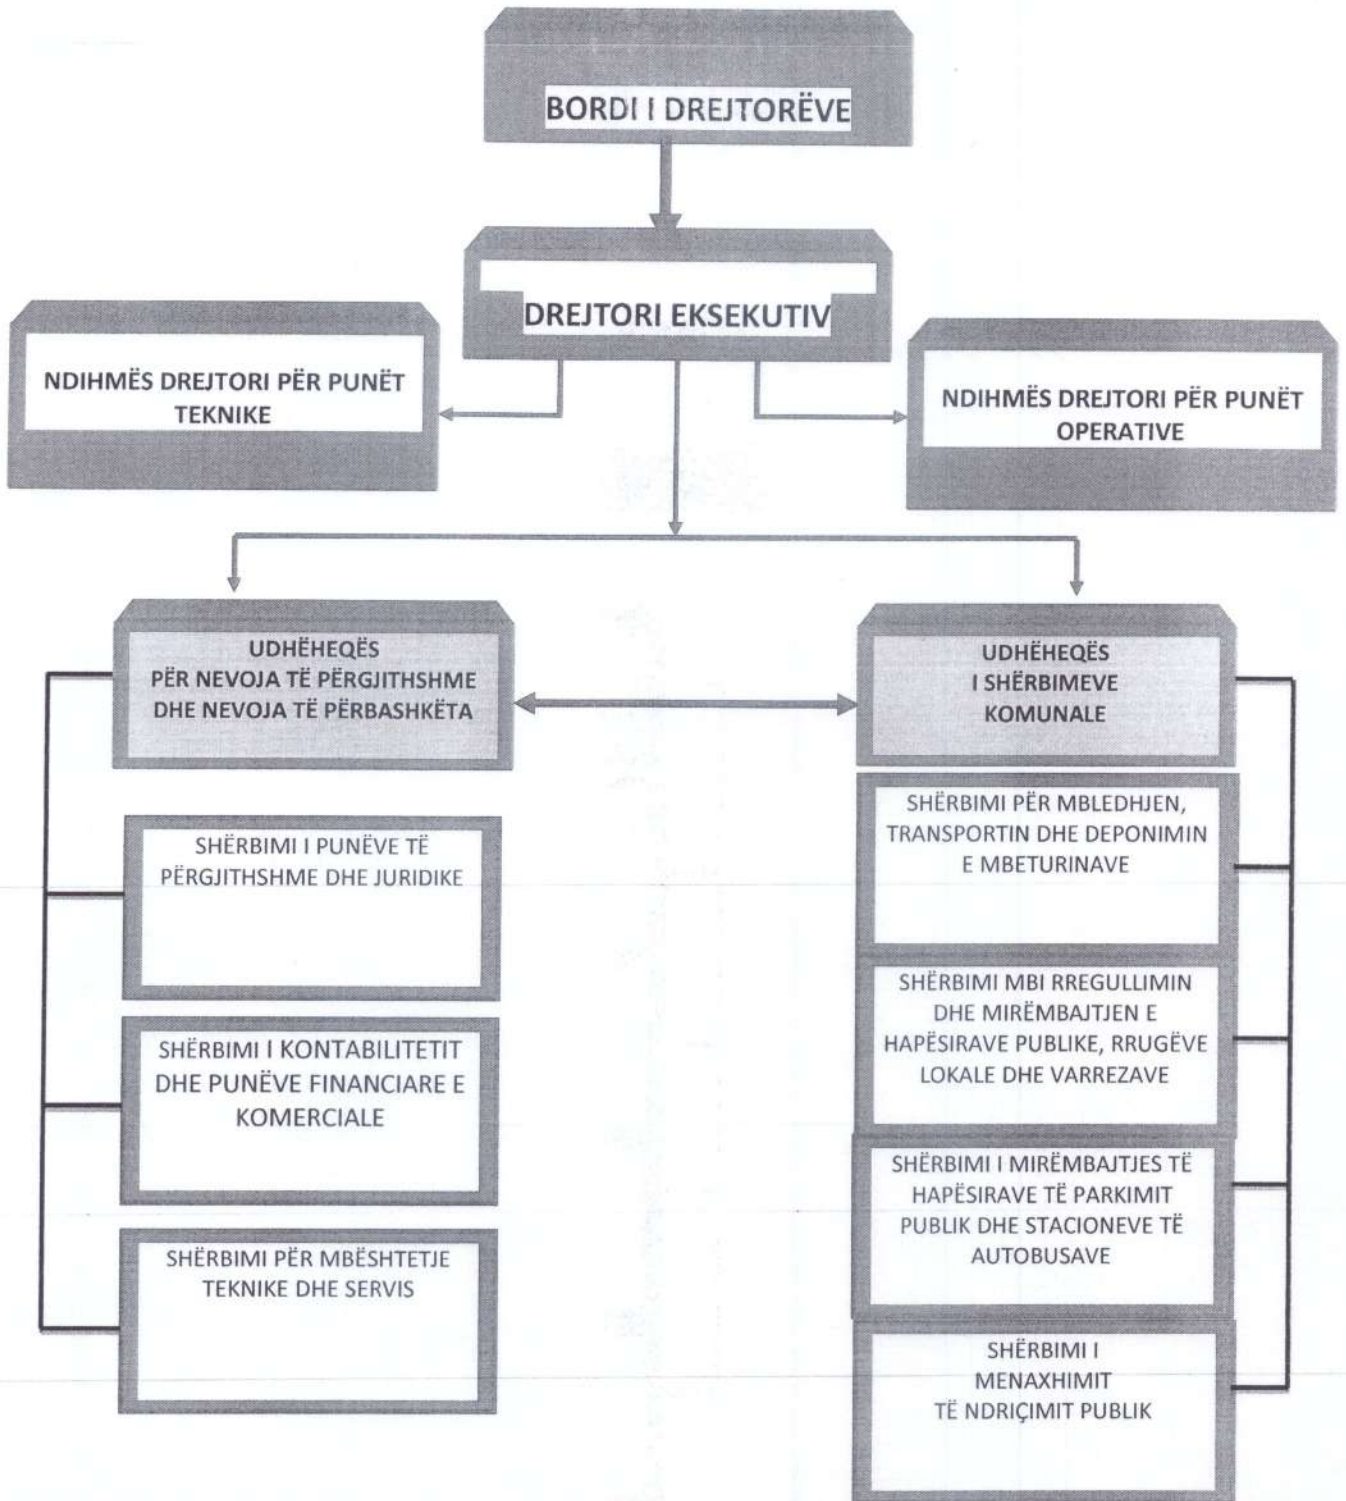 BORDI I DREJTORËVE
DREJTORI EKSEKUTIV
NDIHMËS DREJTORI PËR PUNËT
TEKNIKE
NDIHMËS DREJTORI PËR PUNËT
OPERATIVE
UDHËHEQËS
PËR NEVOJA TË PËRGJITHSHME
DHE NEVOJA TË PËRBASHKËTA
SHËRBIMI I PUNËVE TË
PËRGJITHSHME DHE JURIDIKE
SHËRBIMI I KONTABILITETIT
DHE PUNËVE FINANCIARE E
KOMERCIALE
SHËRBIMI PËR MBËSHTETJE
TEKNIKE DHE SERVIS
UDHËHEQËS
I SHËRBIMEVE
KOMUNALE
SHËRBIMI PËR MBLEDHJEN,
TRANSPORTIN DHE DEPONIMIN
E MBETURINAVE
SHËRBIMI MBI RREGULLIMIN
DHE MIRËMBAJTJEN E
HAPËSIRAVE PUBLIKE, RRUGËVE
LOKALE DHE VARREZAVE
SHËRBIMI I MIRËMBAJTJES TË
HAPËSIRAVE TË PARKIMIT
PUBLIK DHE STACIONEVE TË
AUTOBUSAVE
SHËRBIMI I
MENAXHIMIT
TË NDRIÇIMIT PUBLIK